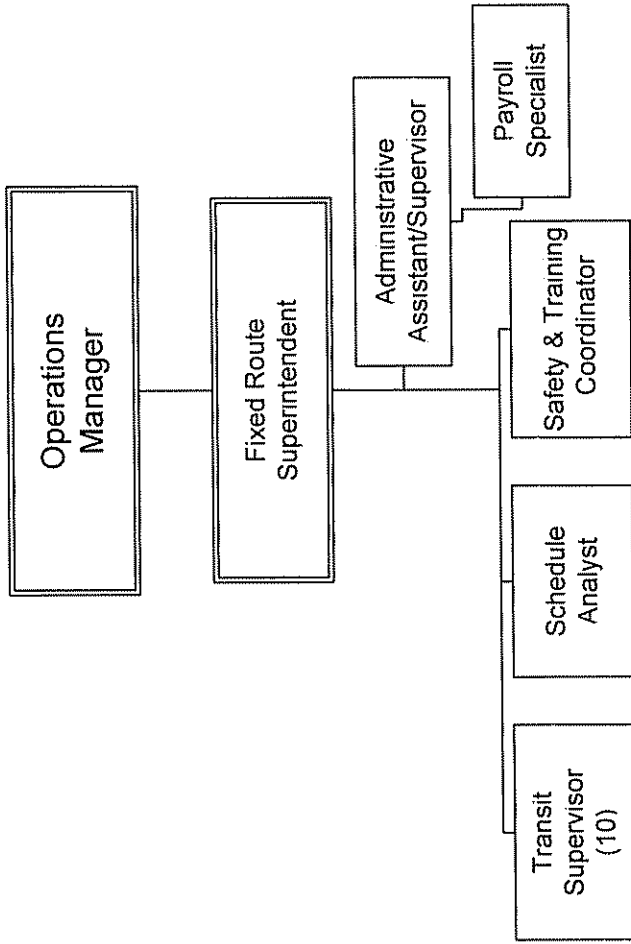 Operations
Manager
Fixed Route
Superintendent
Administrative
Assistant/Supervisor
Payroll
Specialist
Transit
Supervisor
(10)
Schedule
Analyst
Safety & Training
Coordinator